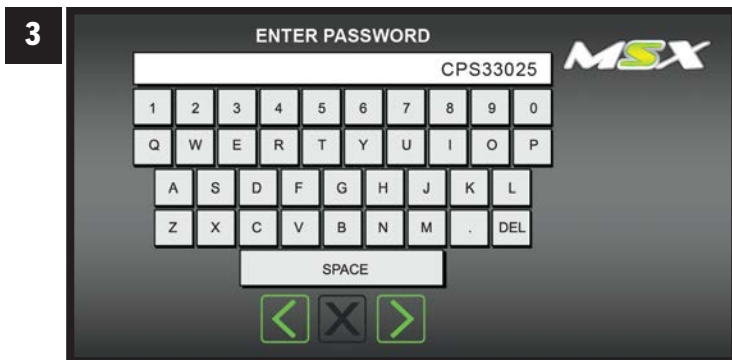 3
ENTER PASSWORD
MSX
CPS33025
1 2 3 4 5 6 7 8 9 0
Q W E R T Y U I O P
A S D F G H J K L
Z X C V B N M . DEL
SPACE
< X >